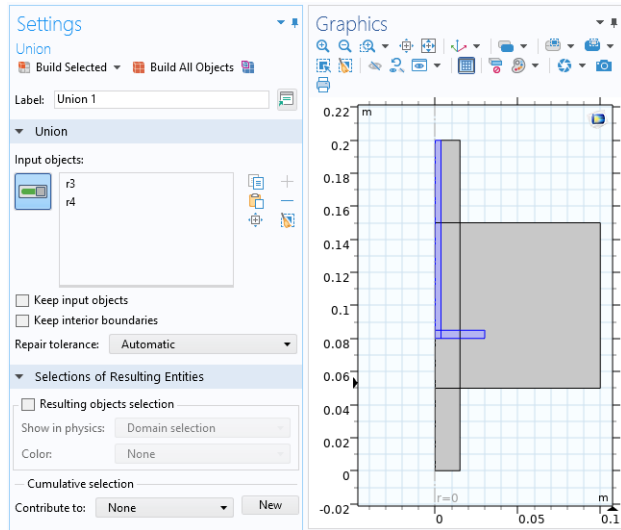 Settings
Union
Build Selected
Build All Objects
Label: Union 1
Union
Input objects:
r3
r4
Keep input objects
Keep interior boundaries
Repair tolerance: Automatic
Selections of Resulting Entities
Resulting objects selection
Show in physics: Domain selection
Color: None
Cumulative selection
Contribute to: None New
Graphics
m
0.22
0.2
0.18
0.16
0.14
0.12
0.1
0.08
0.06
0.04
0.02
0
-0.02
r=0
m
0 0.05 0.1